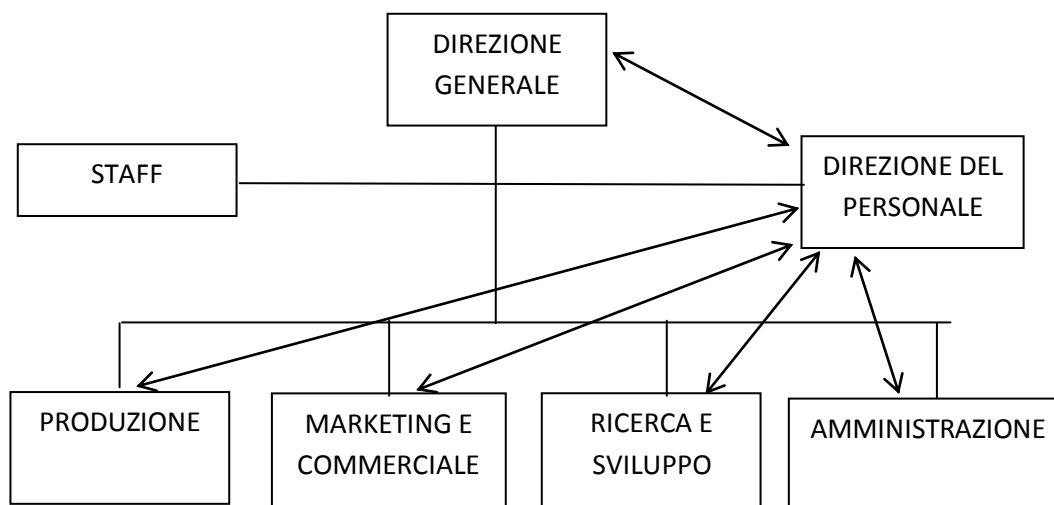 DIREZIONE
GENERALE
STAFF
DIREZIONE DEL
PERSONALE
PRODUZIONE
MARKETING E
COMMERCIALE
RICERCA E
SVILUPPO
AMMINISTRAZIONE